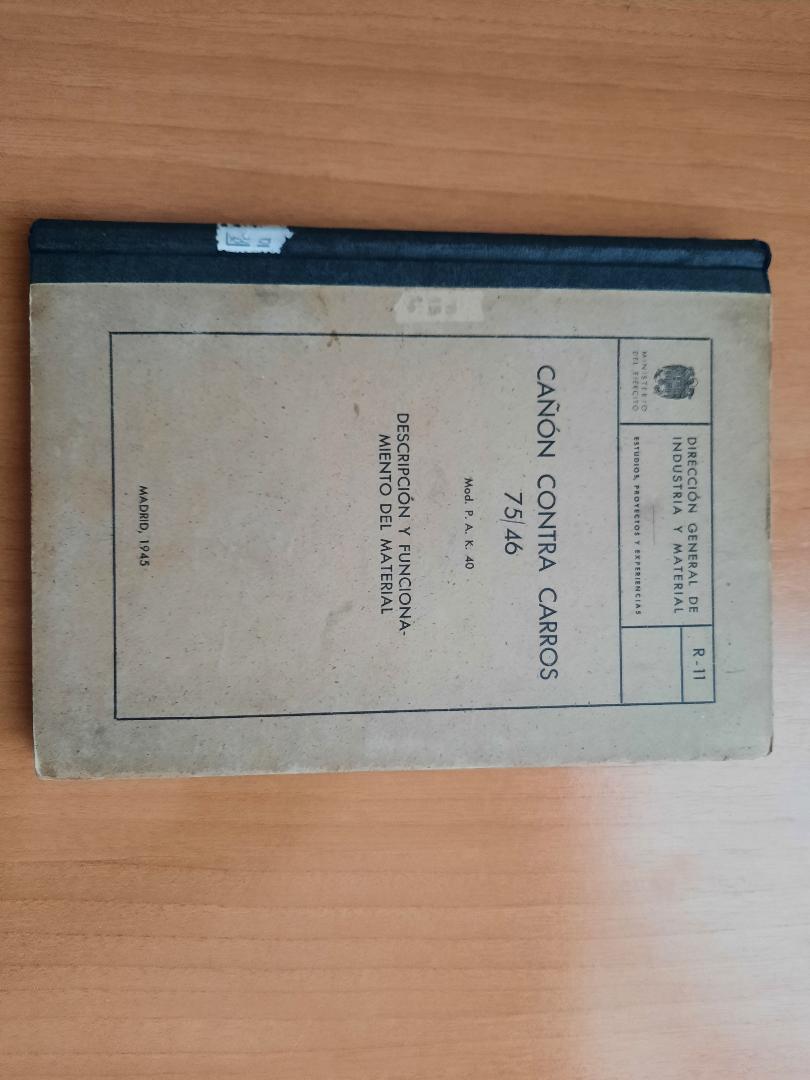 MINISTERIO
DEL EJÉRCITO
DIRECCIÓN GENERAL DE
INDUSTRIA Y MATERIAL
ESTUDIOS, PROYECTOS Y EXPERIENCIAS
R-11
CAÑÓN CONTRA CARROS
75/46
Mod. P. A. K. 40
DESCRIPCIÓN Y FUNCIONA-
MIENTO DEL MATERIAL
MADRID, 1945